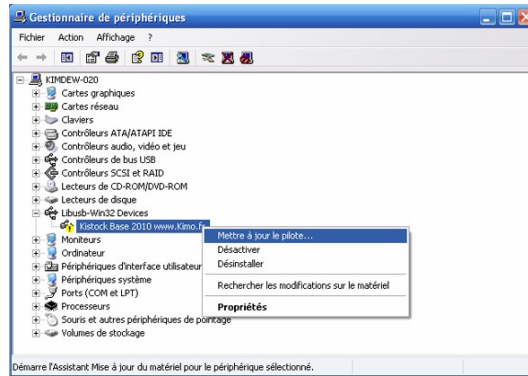 Gestionnaire de périphériques
Fichier Action Affichage ?
KIMDEW-020
Cartes graphiques
Cartes réseau
Claviers
Contrôleurs ATA/ATAPI IDE
Contrôleurs audio, vidéo et jeu
Contrôleurs de bus USB
Contrôleurs SCSI et RAID
Lecteurs de CD-ROM/DVD-ROM
Lecteurs de disque
Libusb-Win32 Devices
Kistock Base 2010 www.Kimo.fr
Mettre à jour le pilote...
Moniteurs
Désactiver
Ordinateur
Désinstaller
Périphériques d'interface utilisateur
Périphériques système
Rechercher les modifications sur le matériel
Ports (COM et LPT)
Processeurs
Propriétés
Souris et autres périphériques de pointage
Volumes de stockage
Démarre l'Assistant Mise à jour du matériel pour le périphérique sélectionné.